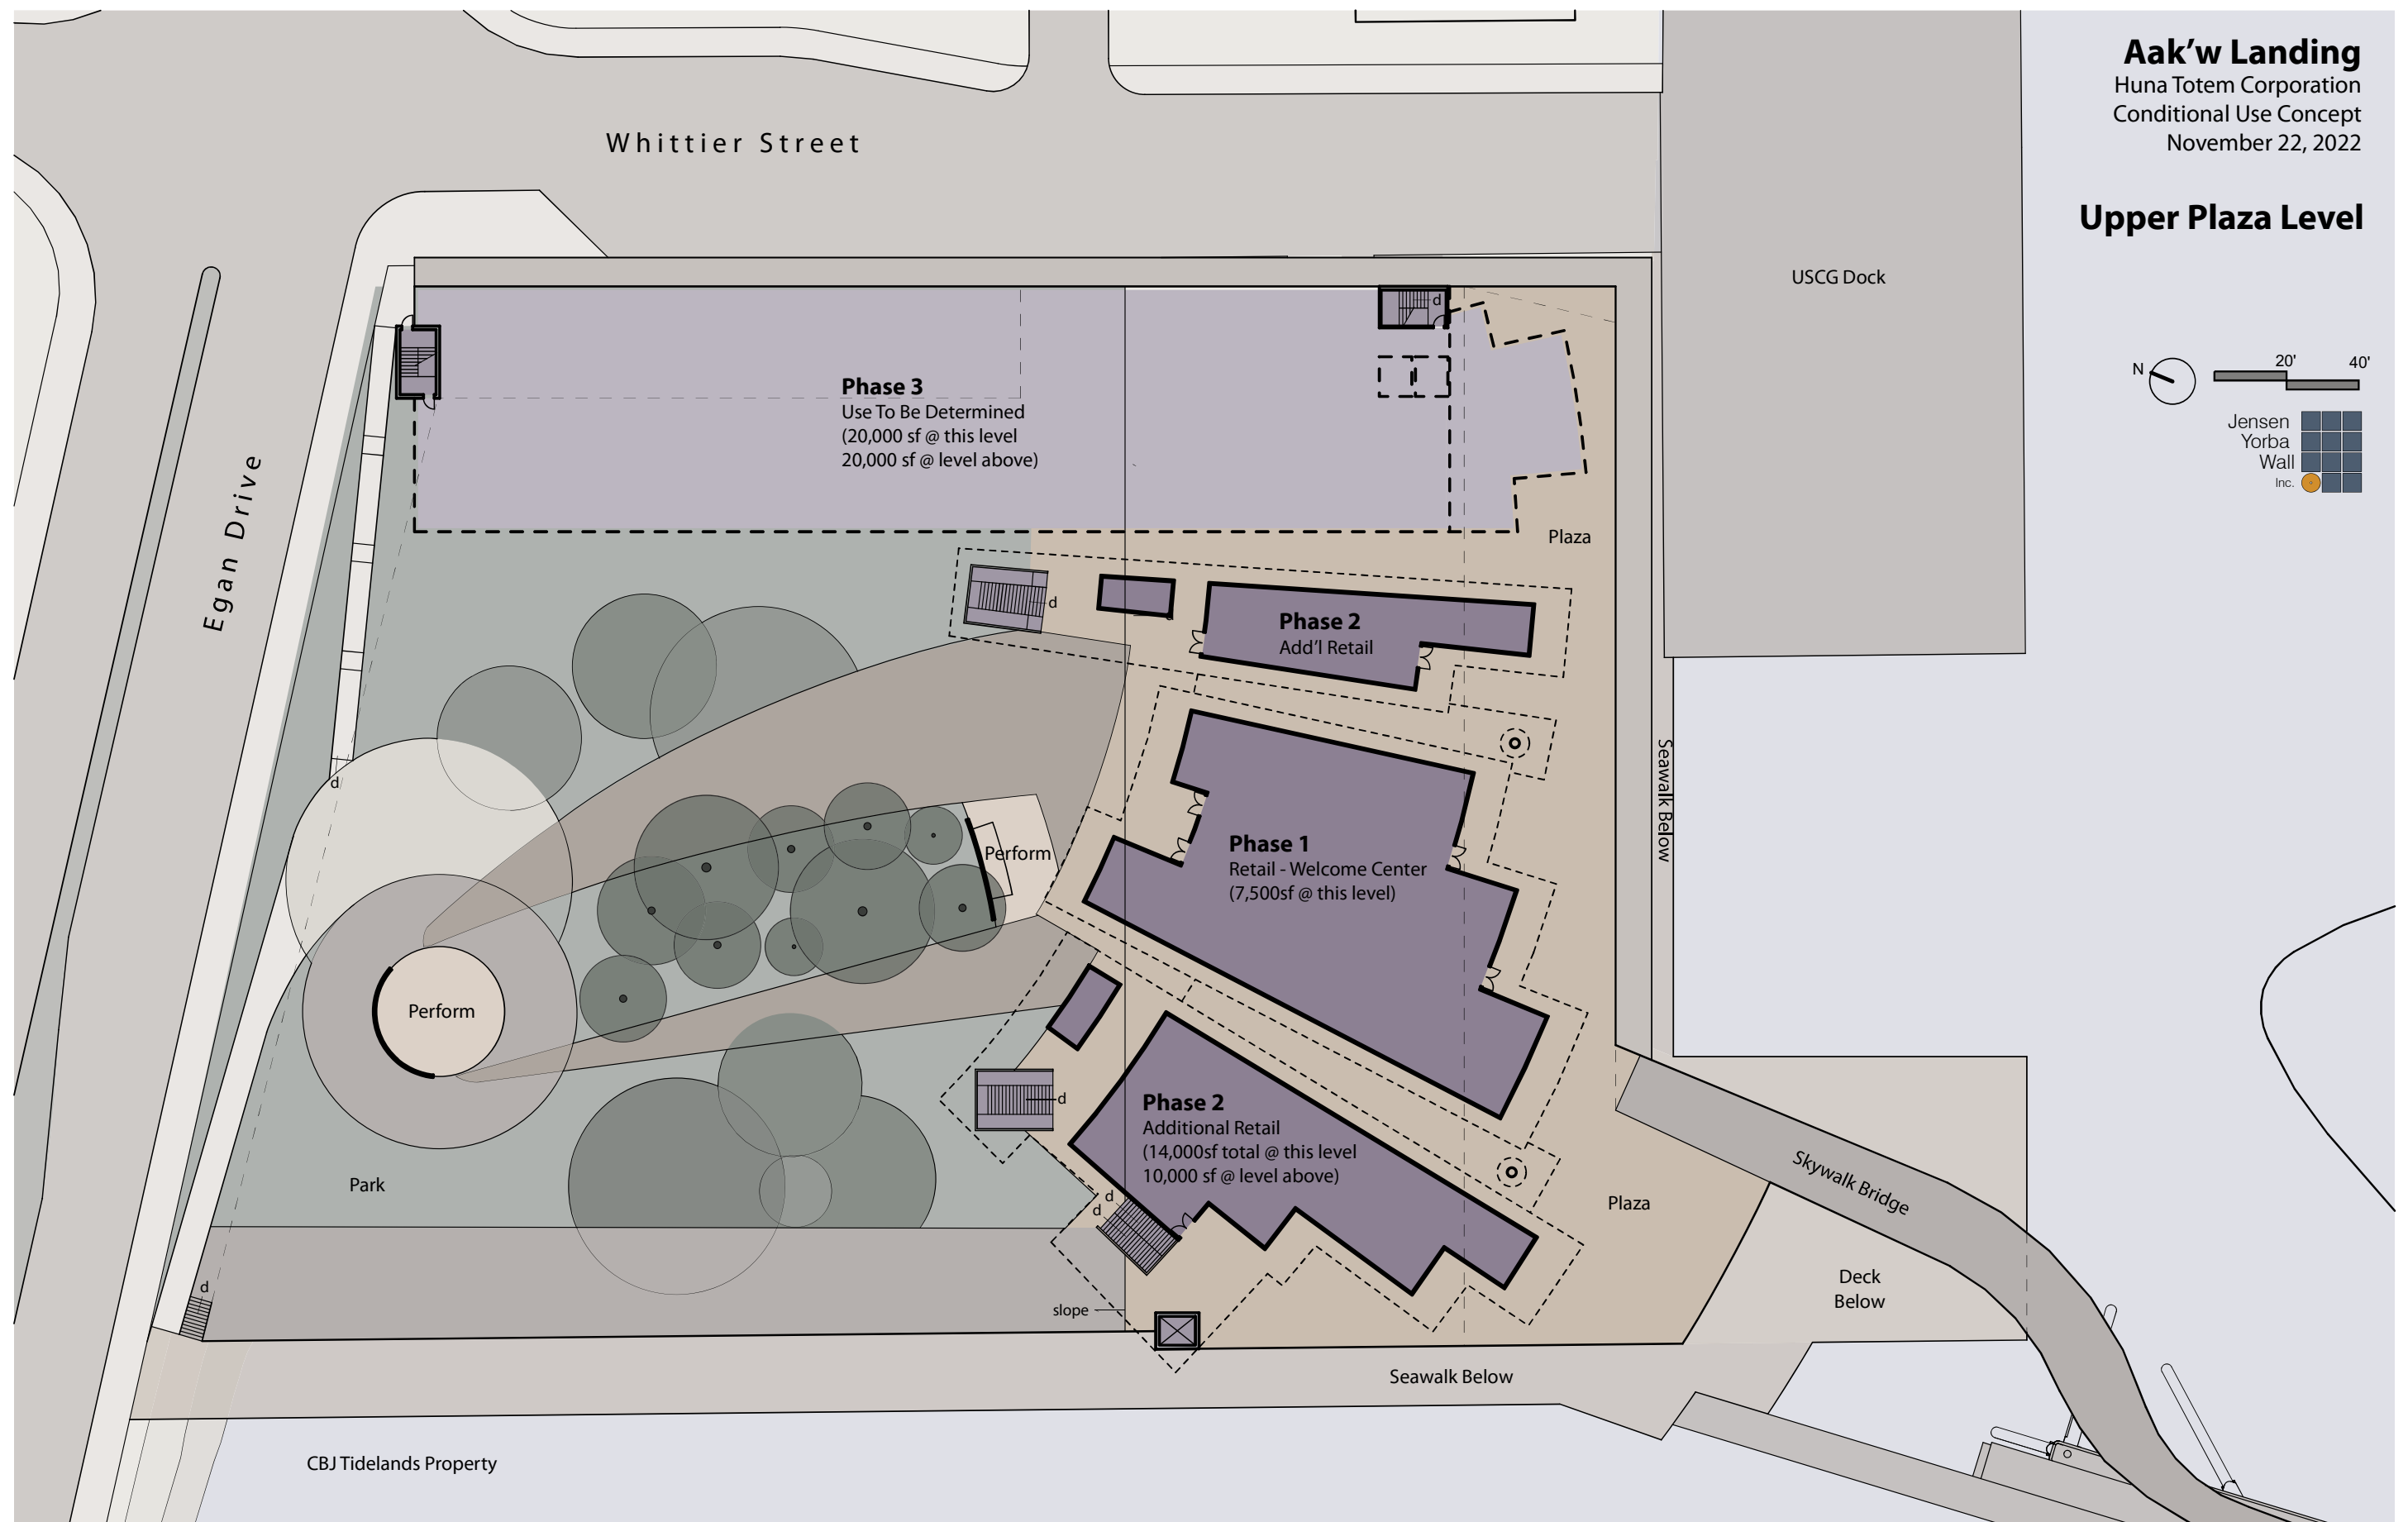 Aak’w Landing
Huna Totem Corporation
Conditional Use Concept
November 22, 2022
Upper Plaza Level
Whittier Street
USCG Dock
N
20'
40'
Jensen
Yorba
Wall
Inc.
d
Phase 3
Use To Be Determined
(20,000 sf @ this level
20,000 sf @ level above)
Egan Drive
Plaza
d
Phase 2
Add’l Retail
Seawalk Below
d
Phase 1
Retail - Welcome Center
(7,500sf @ this level)
Perform
Perform
d
Phase 2
Additional Retail
(14,000sf total @ this level
10,000 sf @ level above)
Skywalk Bridge
Park
d
d
Plaza
Deck
Below
d
slope
Seawalk Below
CBJ Tidelands Property